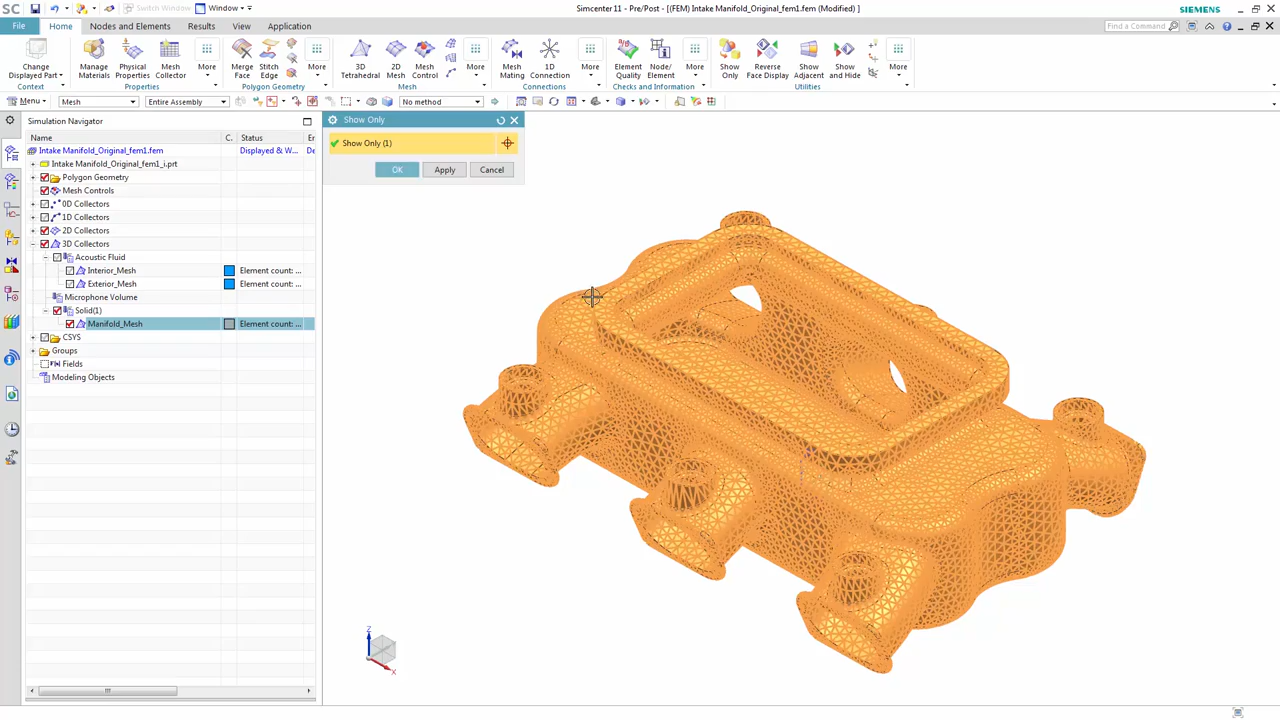 SC Switch Window Window Simcenter 11 - Pre/Post - [(FEM) Intake Manifold_Original_fem1.fem (Modified) ] SIEMENS
File Home Nodes and Elements Results View Application Find a Command
Change Displayed Part Manage Materials Physical Properties Mesh Collector More Merge Face Stitch Edge More 3D Tetrahedral 2D Mesh Mesh Control More Mesh Mating 1D Connection More Element Quality Node/Element More Show Only Reverse Face Display Show Adjacent Show and Hide More
Context Properties Polygon Geometry Mesh Connections Checks and Information Utilities
Menu Mesh Entire Assembly No method
Simulation Navigator
Name C. Status Er
Intake Manifold_Original_fem1.fem Displayed & W... De
Intake Manifold_Original_fem1_i.prt
Polygon Geometry
Mesh Controls
0D Collectors
1D Collectors
2D Collectors
3D Collectors
Acoustic Fluid
Interior_Mesh Element count: ...
Exterior_Mesh Element count: ...
Microphone Volume
Solid(1)
Manifold_Mesh Element count: ...
CSYS
Groups
Fields
Modeling Objects
Show Only
Show Only (1)
OK Apply Cancel
Z
X